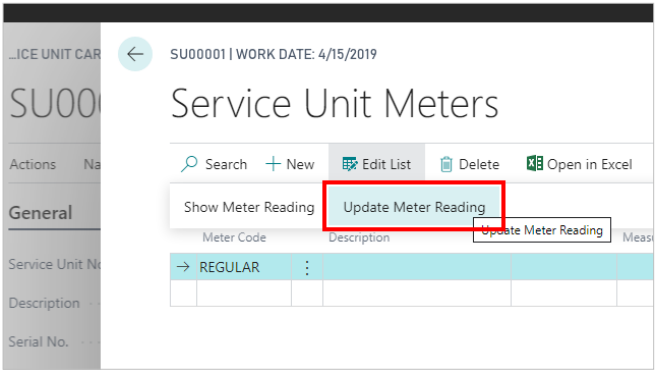 ...ICE UNIT CAR
SU00001 | WORK DATE: 4/15/2019
SU00
Service Unit Meters
Actions Na
Search New Edit List Delete Open in Excel
General
Show Meter Reading Update Meter Reading
Update Meter Reading
Meter Code Description Meas
Service Unit No
→ REGULAR
Description
Serial No.